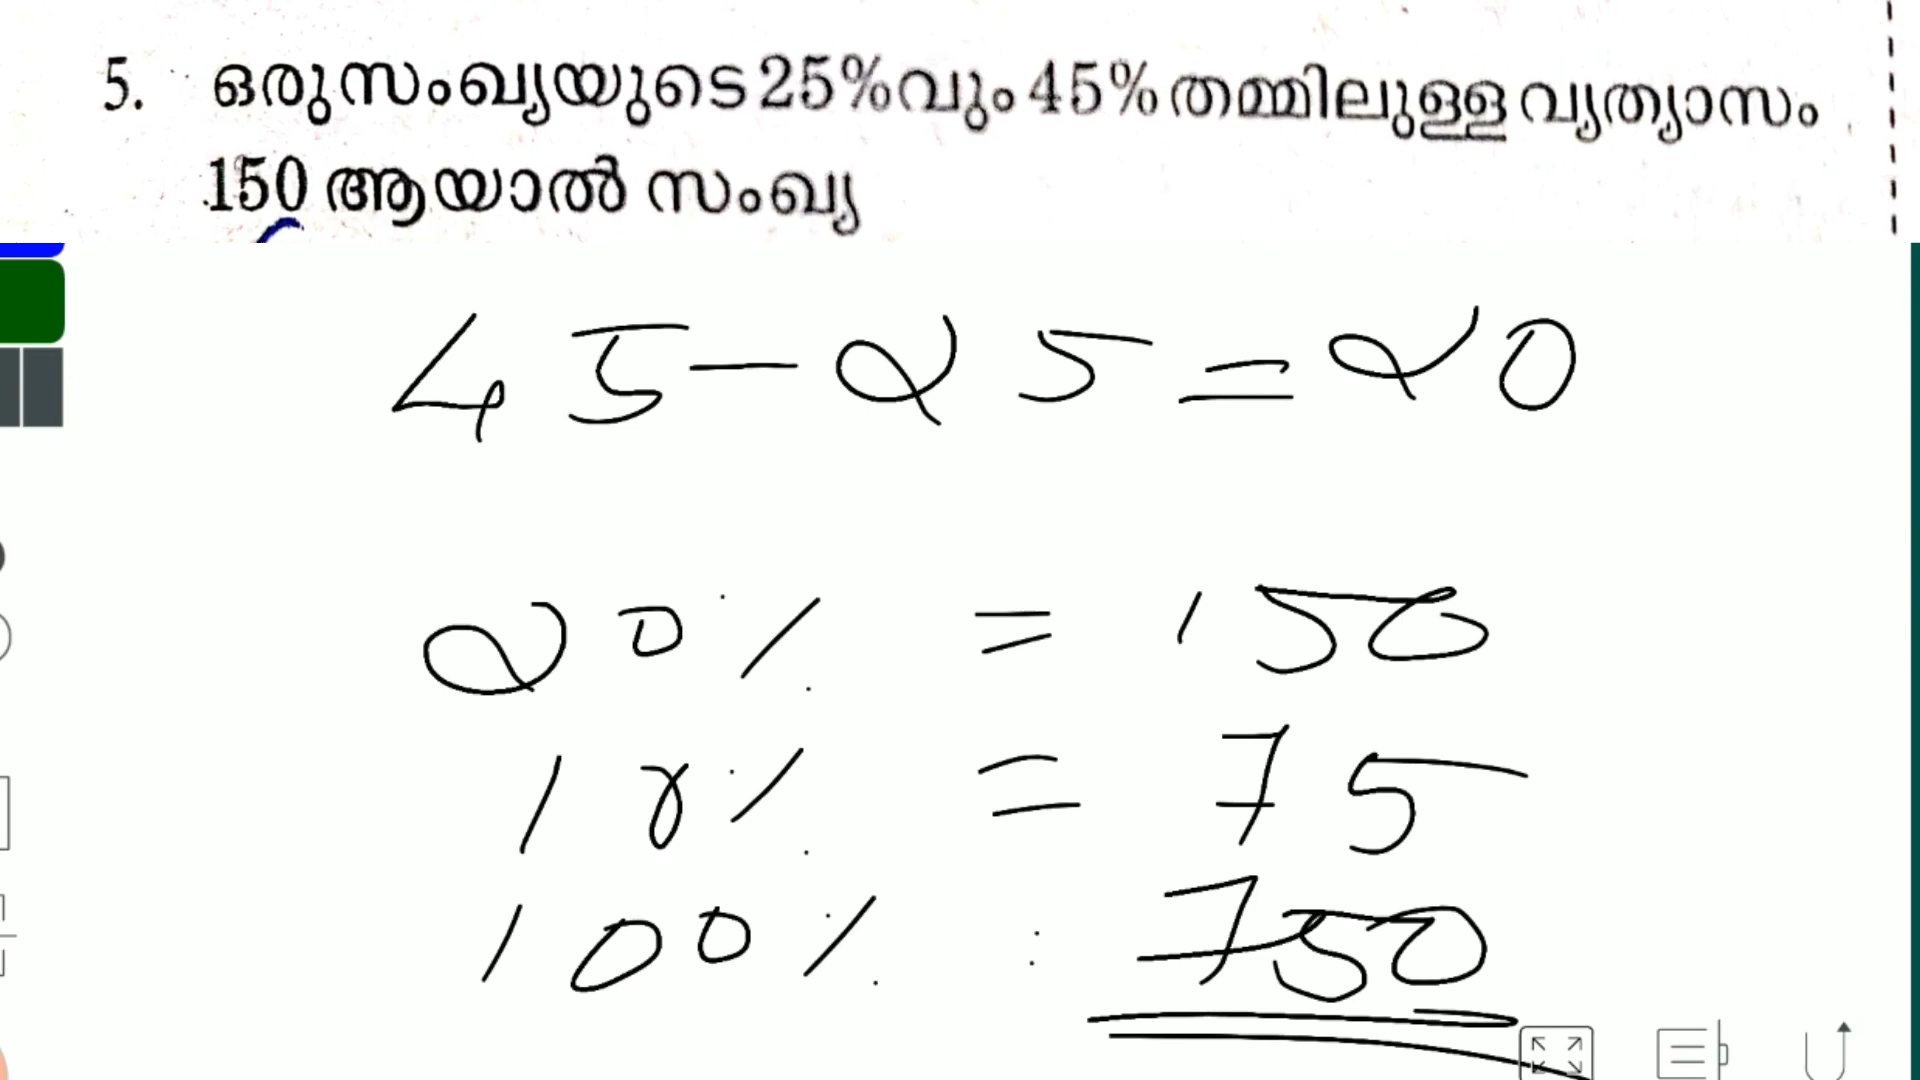 5. ഒരു സംഖ്യയുടെ 25% വും 45% തമ്മിലുള്ള വ്യത്യാസം
150 ആയാൽ സംഖ്യ
45 - 25 = 20
20% = 150
10% = 75
100% : 750